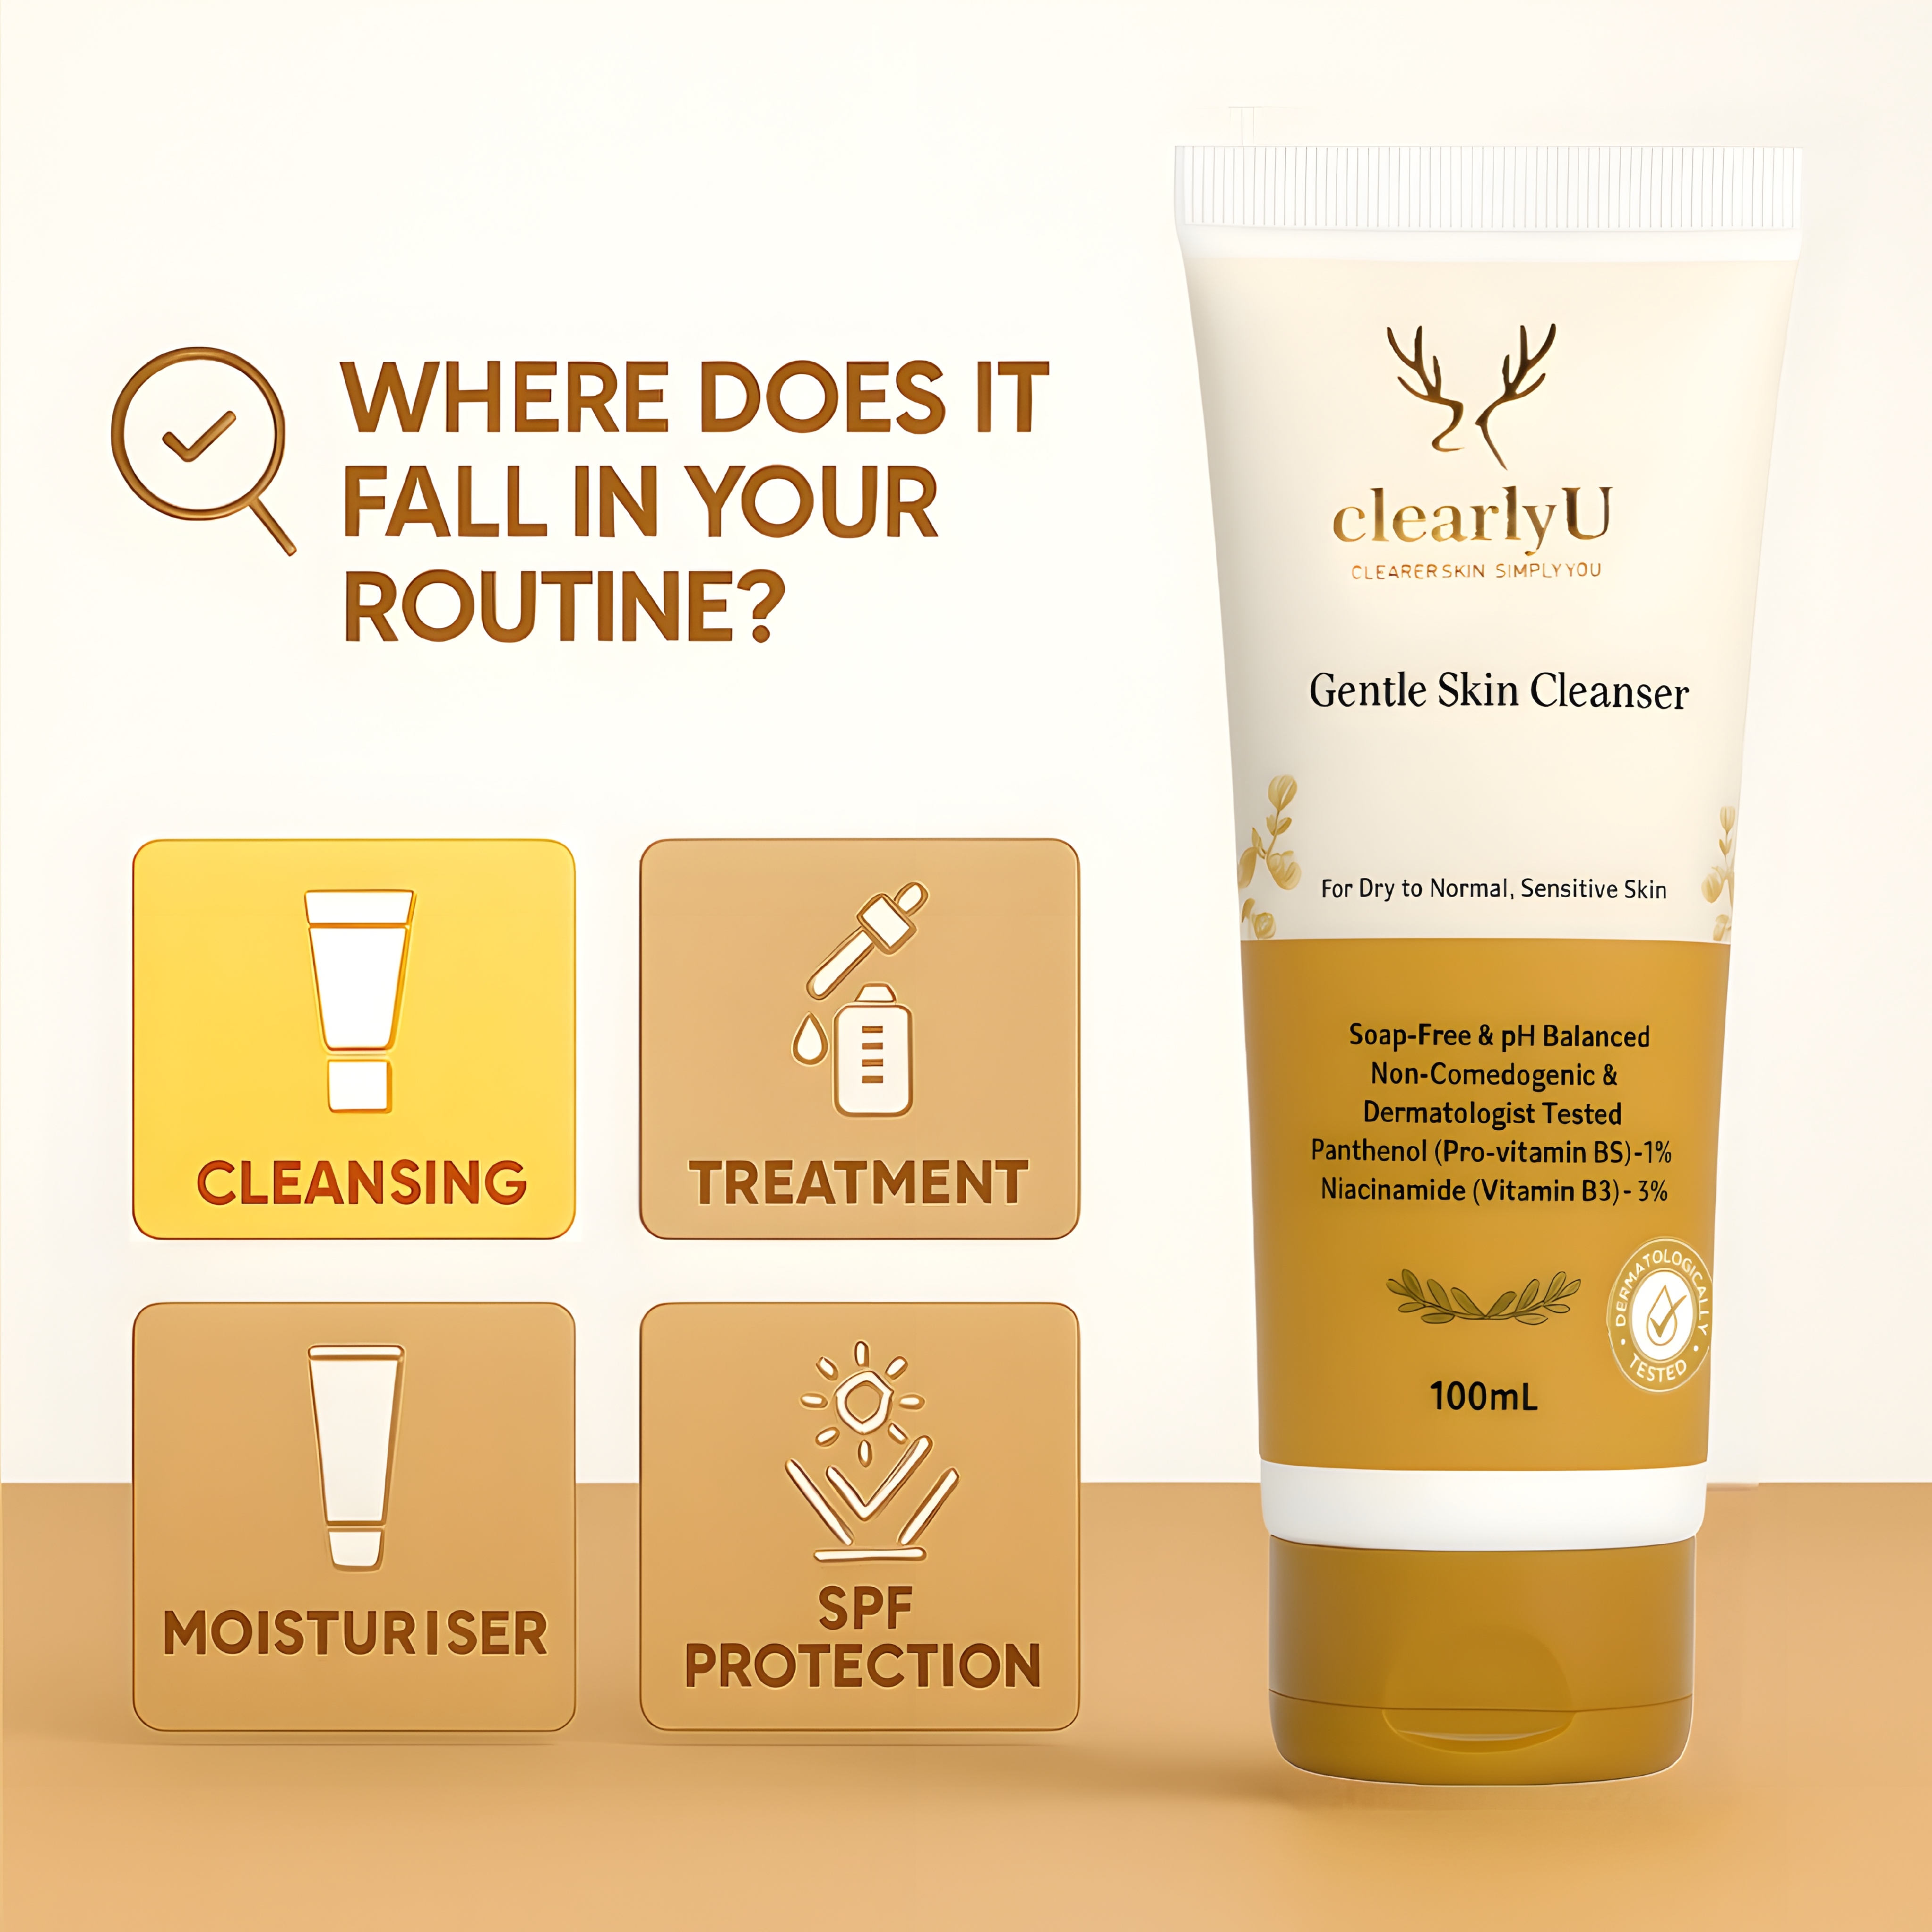 WHERE DOES IT
FALL IN YOUR
ROUTINE?
CLEANSING
TREATMENT
MOISTURISER
SPF
PROTECTION
clearlyU
CLEARER SKIN SIMPLY YOU
Gentle Skin Cleanser
For Dry to Normal, Sensitive Skin
Soap-Free & pH Balanced
Non-Comedogenic &
Dermatologist Tested
Panthenol (Pro-vitamin BS)-1%
Niacinamide (Vitamin B3)- 3%
DERMATOLOGICALLY
TESTED
100mL